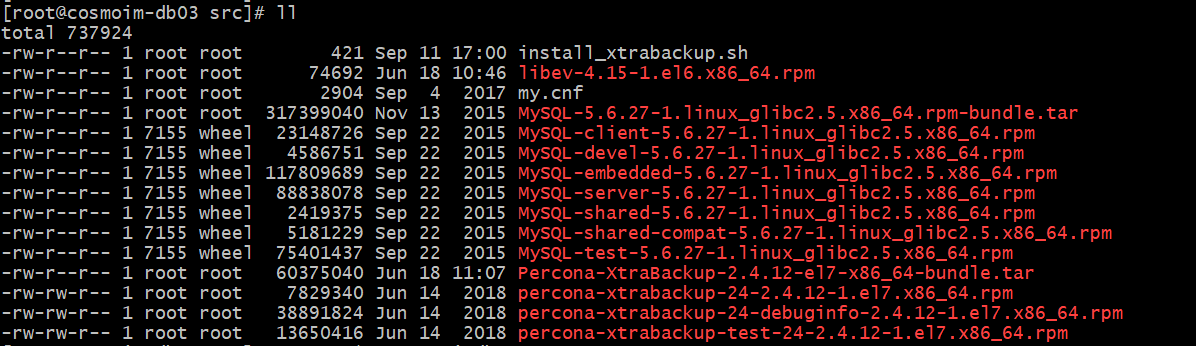 [root@cosmoim-db03 src]# ll
total 737924
-rw-r--r-- 1 root root 421 Sep 11 17:00 install_xtrabackup.sh
-rw-r--r-- 1 root root 74692 Jun 18 10:46 libev-4.15-1.el6.x86_64.rpm
-rw-r--r-- 1 root root 2904 Sep 4 2017 my.cnf
-rw-r--r-- 1 root root 317399040 Nov 13 2015 MySQL-5.6.27-1.linux_glibc2.5.x86_64.rpm-bundle.tar
-rw-r--r-- 1 7155 wheel 23148726 Sep 22 2015 MySQL-client-5.6.27-1.linux_glibc2.5.x86_64.rpm
-rw-r--r-- 1 7155 wheel 4586751 Sep 22 2015 MySQL-devel-5.6.27-1.linux_glibc2.5.x86_64.rpm
-rw-r--r-- 1 7155 wheel 117809689 Sep 22 2015 MySQL-embedded-5.6.27-1.linux_glibc2.5.x86_64.rpm
-rw-r--r-- 1 7155 wheel 88838078 Sep 22 2015 MySQL-server-5.6.27-1.linux_glibc2.5.x86_64.rpm
-rw-r--r-- 1 7155 wheel 2419375 Sep 22 2015 MySQL-shared-5.6.27-1.linux_glibc2.5.x86_64.rpm
-rw-r--r-- 1 7155 wheel 5181229 Sep 22 2015 MySQL-shared-compat-5.6.27-1.linux_glibc2.5.x86_64.rpm
-rw-r--r-- 1 7155 wheel 75401437 Sep 22 2015 MySQL-test-5.6.27-1.linux_glibc2.5.x86_64.rpm
-rw-r--r-- 1 root root 60375040 Jun 18 11:07 Percona-XtraBackup-2.4.12-el7-x86_64-bundle.tar
-rw-rw-r-- 1 root root 7829340 Jun 14 2018 percona-xtrabackup-24-2.4.12-1.el7.x86_64.rpm
-rw-rw-r-- 1 root root 38891824 Jun 14 2018 percona-xtrabackup-24-debuginfo-2.4.12-1.el7.x86_64.rpm
-rw-rw-r-- 1 root root 13650416 Jun 14 2018 percona-xtrabackup-test-24-2.4.12-1.el7.x86_64.rpm